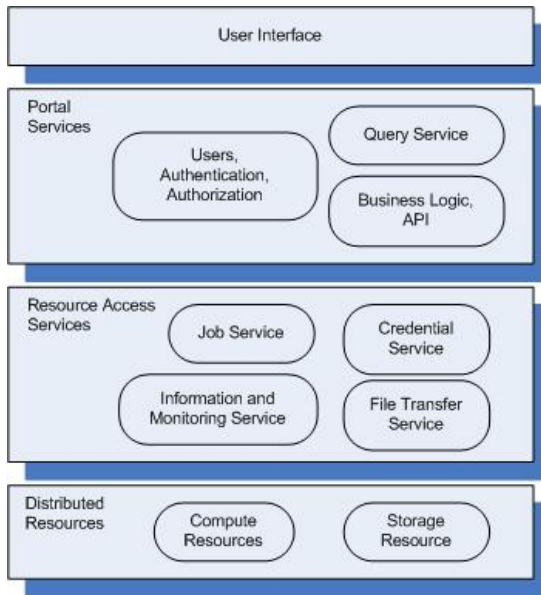 User Interface
Portal
Services
Users,
Authentication,
Authorization
Query Service
Business Logic,
API
Resource Access
Services
Job Service
Credential
Service
Information and
Monitoring Service
File Transfer
Service
Distributed
Resources
Compute
Resources
Storage
Resource